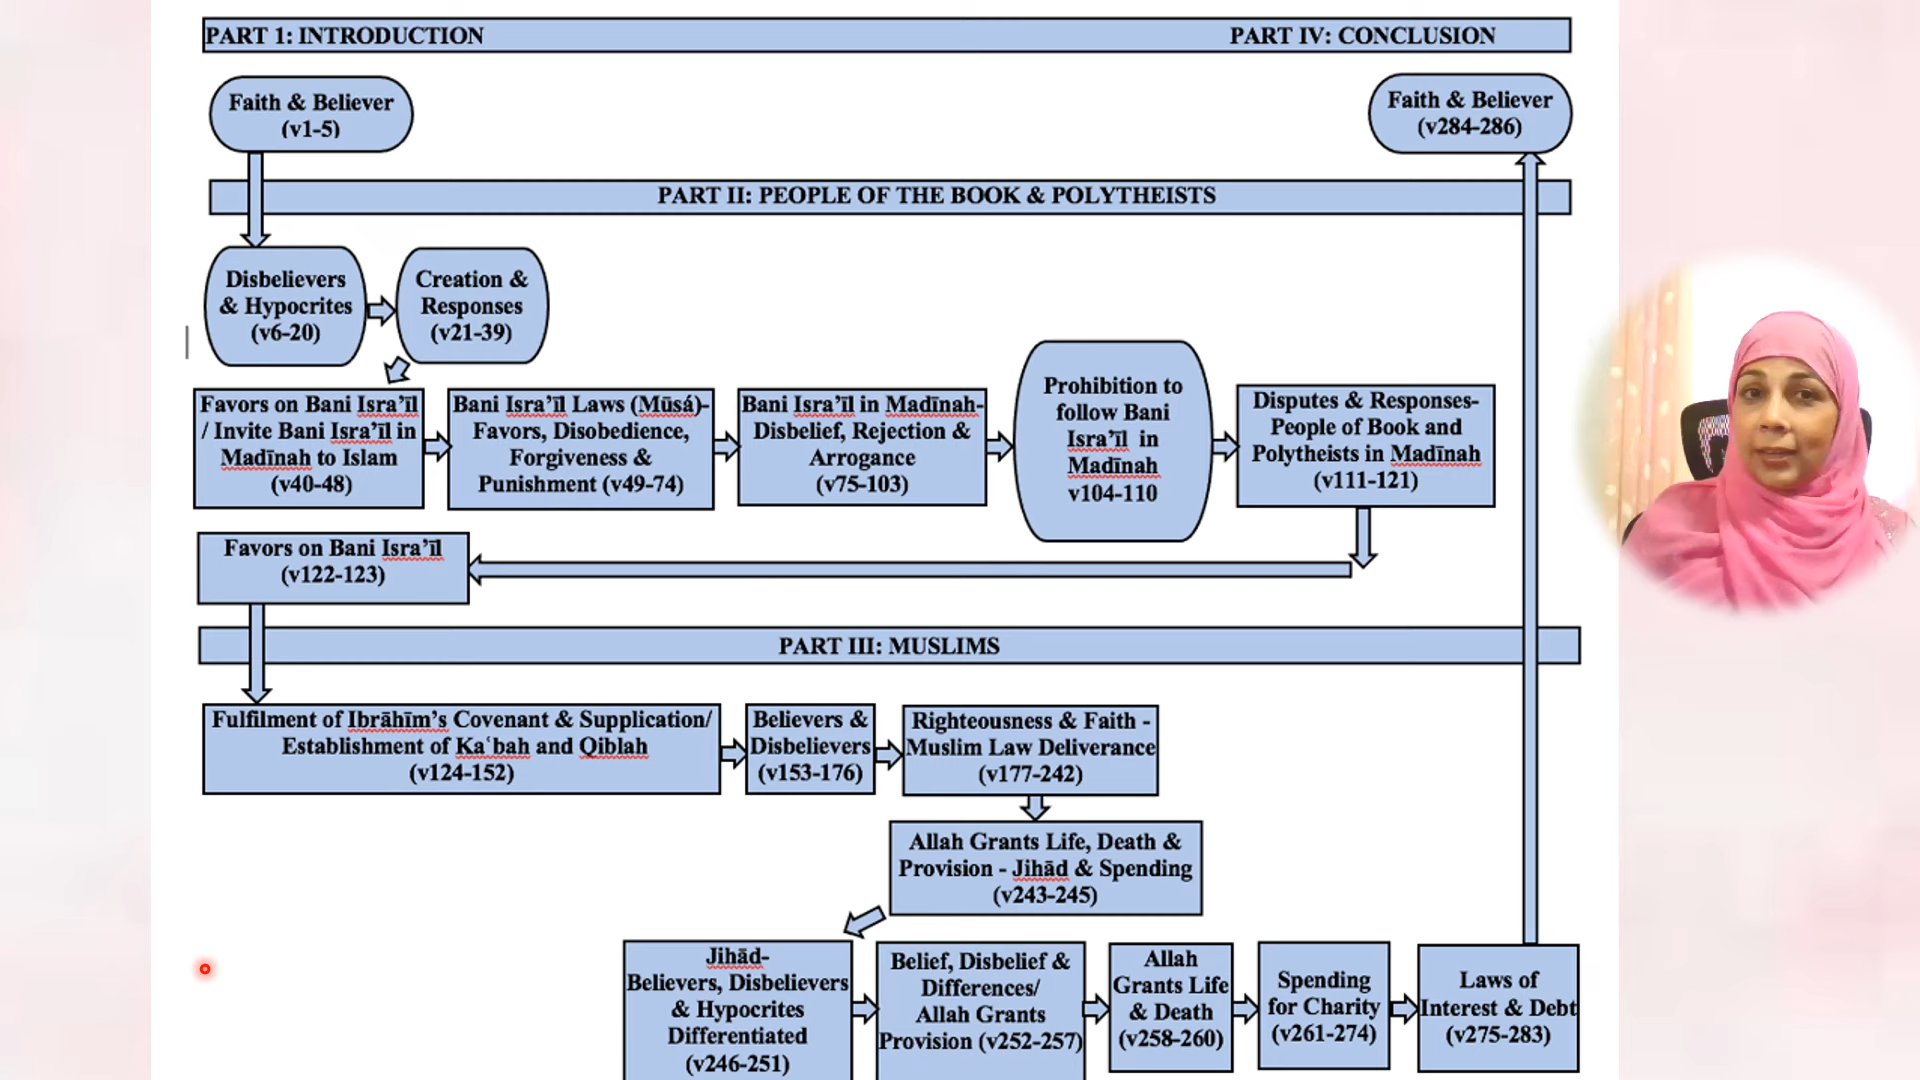 PART 1: INTRODUCTION
PART IV: CONCLUSION
Faith & Believer
(v1-5)
Faith & Believer
(v284-286)
PART II: PEOPLE OF THE BOOK & POLYTHEISTS
Disbelievers
& Hypocrites
(v6-20)
Creation &
Responses
(v21-39)
Favors on Bani Isra’īl
/ Invite Bani Isra’īl in
Madīnah to Islam
(v40-48)
Bani Isra’īl Laws (Mūsá)-
Favors, Disobedience,
Forgiveness &
Punishment (v49-74)
Bani Isra’īl in Madīnah-
Disbelief, Rejection &
Arrogance
(v75-103)
Prohibition to
follow Bani
Isra’īl in
Madīnah
v104-110
Disputes & Responses-
People of Book and
Polytheists in Madīnah
(v111-121)
Favors on Bani Isra’īl
(v122-123)
PART III: MUSLIMS
Fulfilment of Ibrāhīm’s Covenant & Supplication/
Establishment of Kaʿbah and Qiblah
(v124-152)
Believers &
Disbelievers
(v153-176)
Righteousness & Faith -
Muslim Law Deliverance
(v177-242)
Allah Grants Life, Death &
Provision - Jihād & Spending
(v243-245)
Jihād-
Believers, Disbelievers
& Hypocrites
Differentiated
(v246-251)
Belief, Disbelief &
Differences/
Allah Grants
Provision (v252-257)
Allah
Grants Life
& Death
(v258-260)
Spending
for Charity
(v261-274)
Laws of
Interest & Debt
(v275-283)